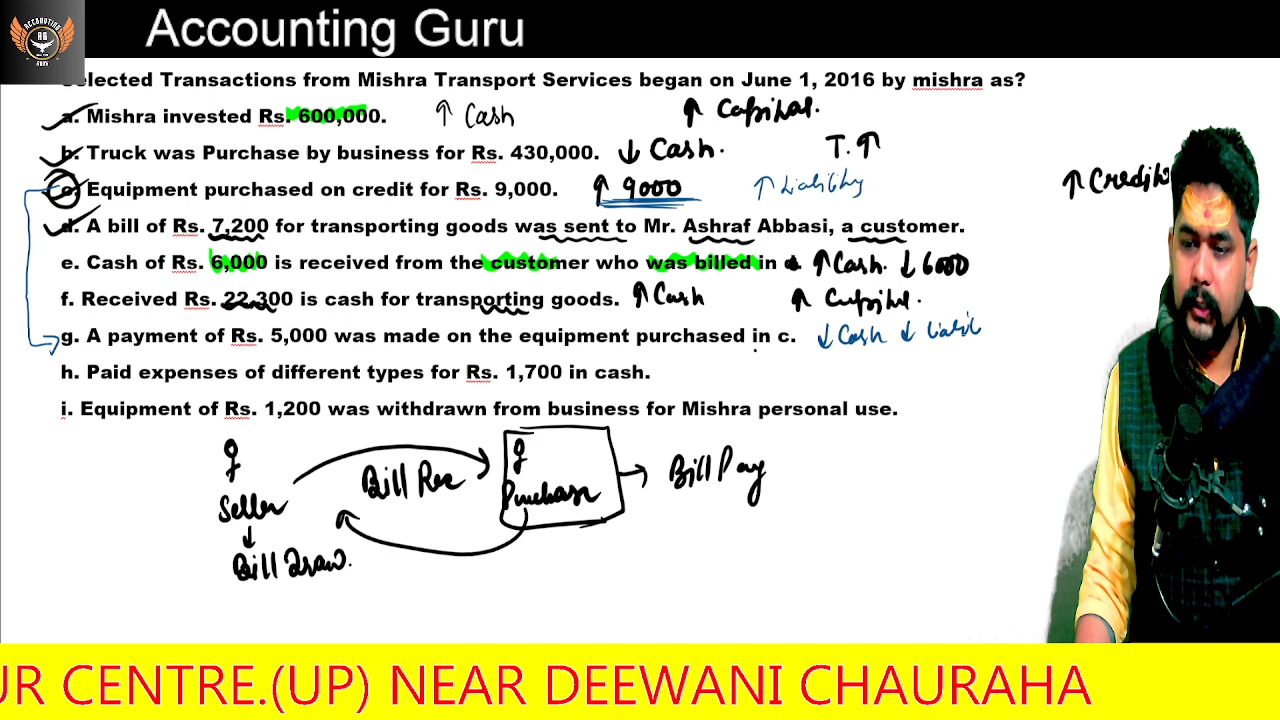 ACCOUNTING
AG
GURU
Accounting Guru
elected Transactions from Mishra Transport Services began on June 1, 2016 by mishra as?
a. Mishra invested Rs. 600,000. ↑ Cash ↑ Capital.
b. Truck was Purchase by business for Rs. 430,000. ↓ Cash. T. ↑
c. Equipment purchased on credit for Rs. 9,000. ↑ 9000 ↑ Liability ↑
d. A bill of Rs. 7,200 for transporting goods was sent to Mr. Ashraf Abbasi, a customer.
e. Cash of Rs. 6,000 is received from the customer who was billed in d. ↑ Cash. ↓ 6000
f. Received Rs. 22,300 is cash for transporting goods. ↑ Cash ↑ Capital.
g. A payment of Rs. 5,000 was made on the equipment purchased in c. ↓ Cash ↓ Liabili
h. Paid expenses of different types for Rs. 1,700 in cash.
i. Equipment of Rs. 1,200 was withdrawn from business for Mishra personal use.
Seller Bill Rec Purchase → Bill Pay
Bill Draw.
UR CENTRE.(UP) NEAR DEEWANI CHAURAHA